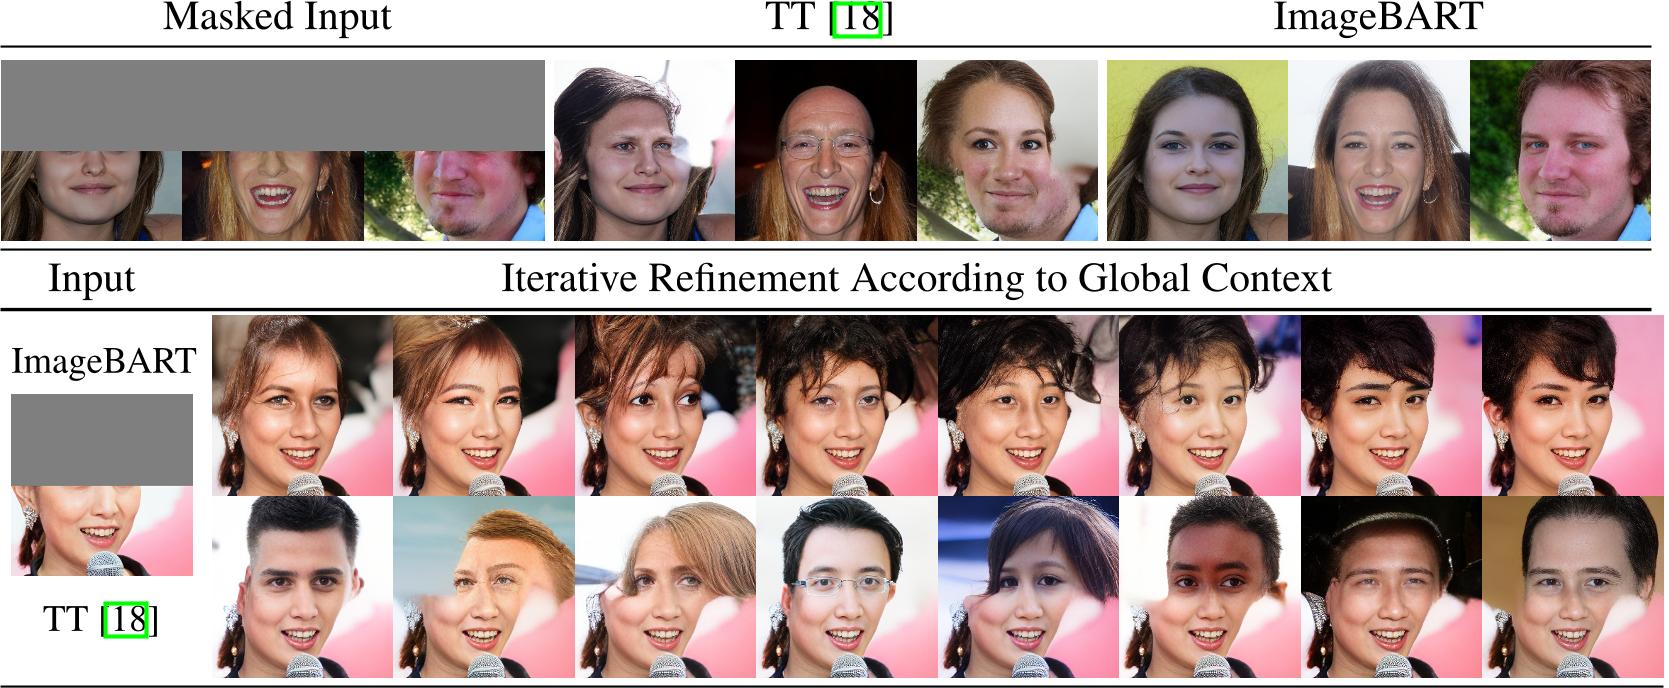 Masked Input TT [18] ImageBART
Input Iterative Refinement According to Global Context
ImageBART
TT [18]